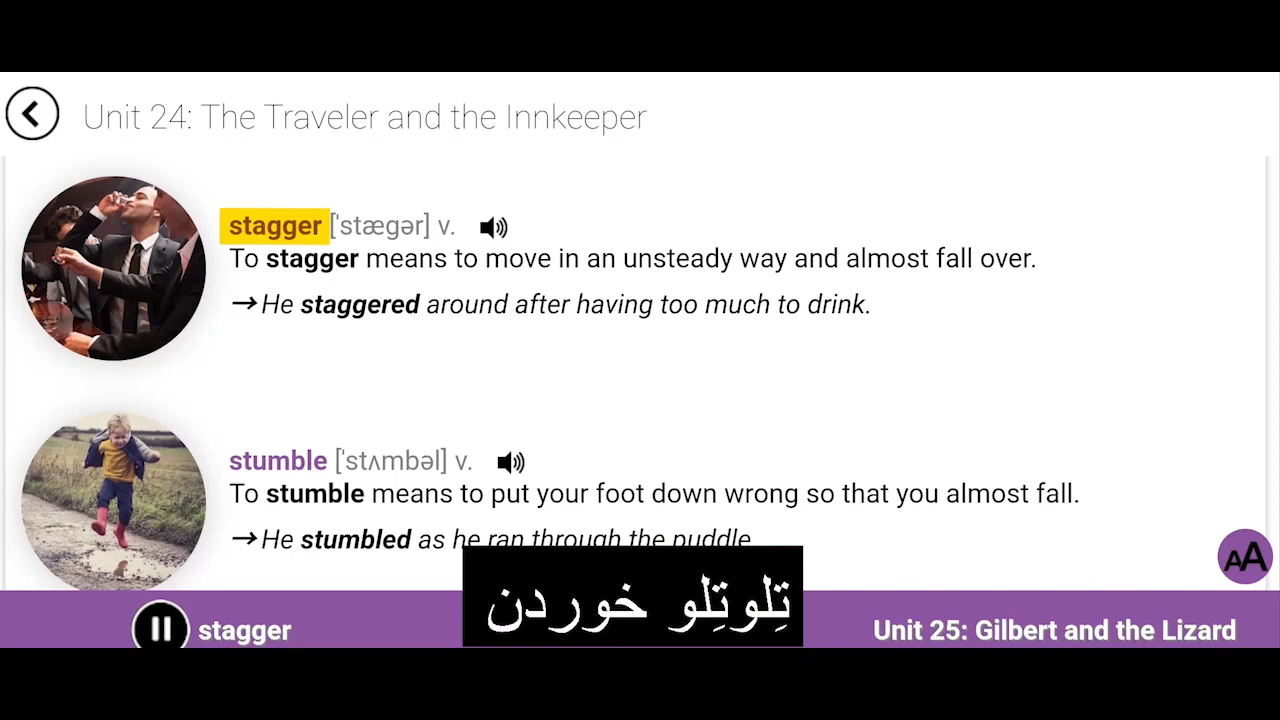 Unit 24: The Traveler and the Innkeeper
stagger ['stægər] v.
To stagger means to move in an unsteady way and almost fall over.
→ He staggered around after having too much to drink.
stumble ['stʌmbəl] v.
To stumble means to put your foot down wrong so that you almost fall.
→ He stumbled as he ran through the puddle
AA
تِلوتِلو خوردن
stagger
Unit 25: Gilbert and the Lizard